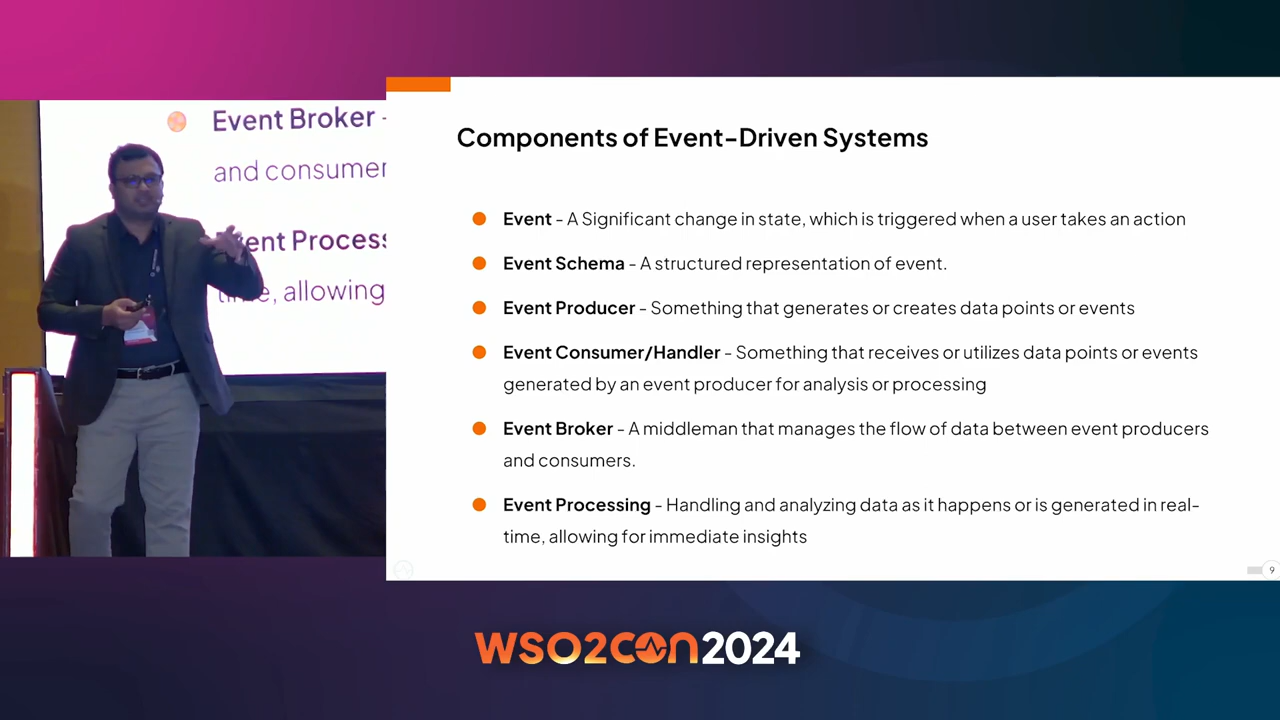 Event Broker -
and consumer
Event Process
time, allowing
Components of Event-Driven Systems
Event - A Significant change in state, which is triggered when a user takes an action
Event Schema - A structured representation of event.
Event Producer - Something that generates or creates data points or events
Event Consumer/Handler - Something that receives or utilizes data points or events
generated by an event producer for analysis or processing
Event Broker - A middleman that manages the flow of data between event producers
and consumers.
Event Processing - Handling and analyzing data as it happens or is generated in real-
time, allowing for immediate insights
9
WSO2CON2024